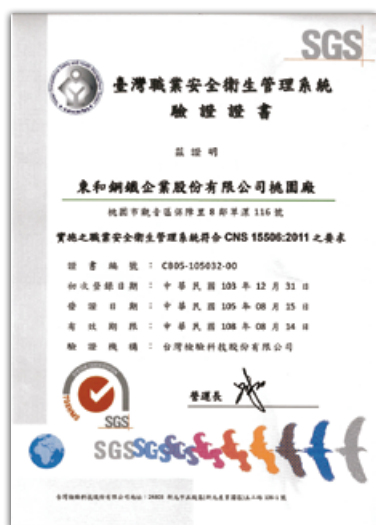 SGS
臺灣職業安全衛生管理系統
驗證證書
茲證明
東和鋼鐵企業股份有限公司桃園廠
桃園市觀音區保障里8鄰草漯116號
實施之職業安全衛生管理系統符合 CNS 15506:2011 之要求
證書編號：CB05-105032-00
初次登錄日期：中華民國 103 年 12 月 31 日
發證日期：中華民國 105 年 08 月 15 日
有效期限：中華民國 108 年 08 月 14 日
驗證機構：台灣檢驗科技股份有限公司
營運長
SGS
SGSSGSSGS